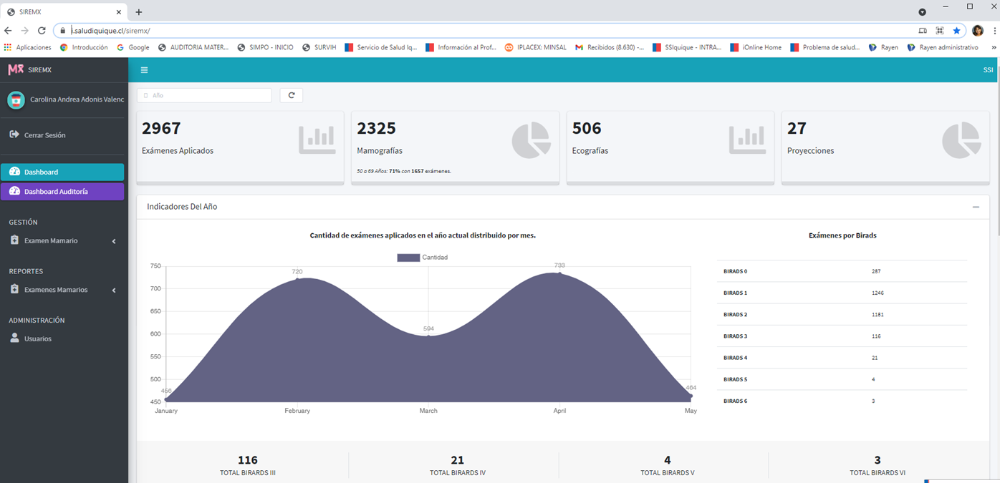 SIREMX
i.saludiquique.cl/siremx/
Aplicaciones Introducción Google AUDITORIA MATER... SIMPO - INICIO SURVIH Servicio de Salud Iq... Información al Prof... IPLACEX: MINSAL Recibidos (8.630) -... SSIquique - INTRA... iOnline Home Problema de salud... Rayen Rayen administrativo »
MX SIREMX
SSI
Carolina Andrea Adonis Valenc
Cerrar Sesión
Dashboard
Dashboard Auditoría
GESTIÓN
Examen Mamario
REPORTES
Examenes Mamarios
ADMINISTRACIÓN
Usuarios
Año
2967
Exámenes Aplicados
2325
Mamografías
50 a 69 Años: 71% con 1657 exámenes.
506
Ecografías
27
Proyecciones
Indicadores Del Año
Cantidad de exámenes aplicados en el año actual distribuido por mes.
Cantidad
750
700
650
600
550
500
450
456
720
594
733
464
January February March April May
Exámenes por Birads
BIRADS 0 287
BIRADS 1 1246
BIRADS 2 1181
BIRADS 3 116
BIRADS 4 21
BIRADS 5 4
BIRADS 6 3
116
TOTAL BIRARDS III
21
TOTAL BIRARDS IV
4
TOTAL BIRARDS V
3
TOTAL BIRARDS VI